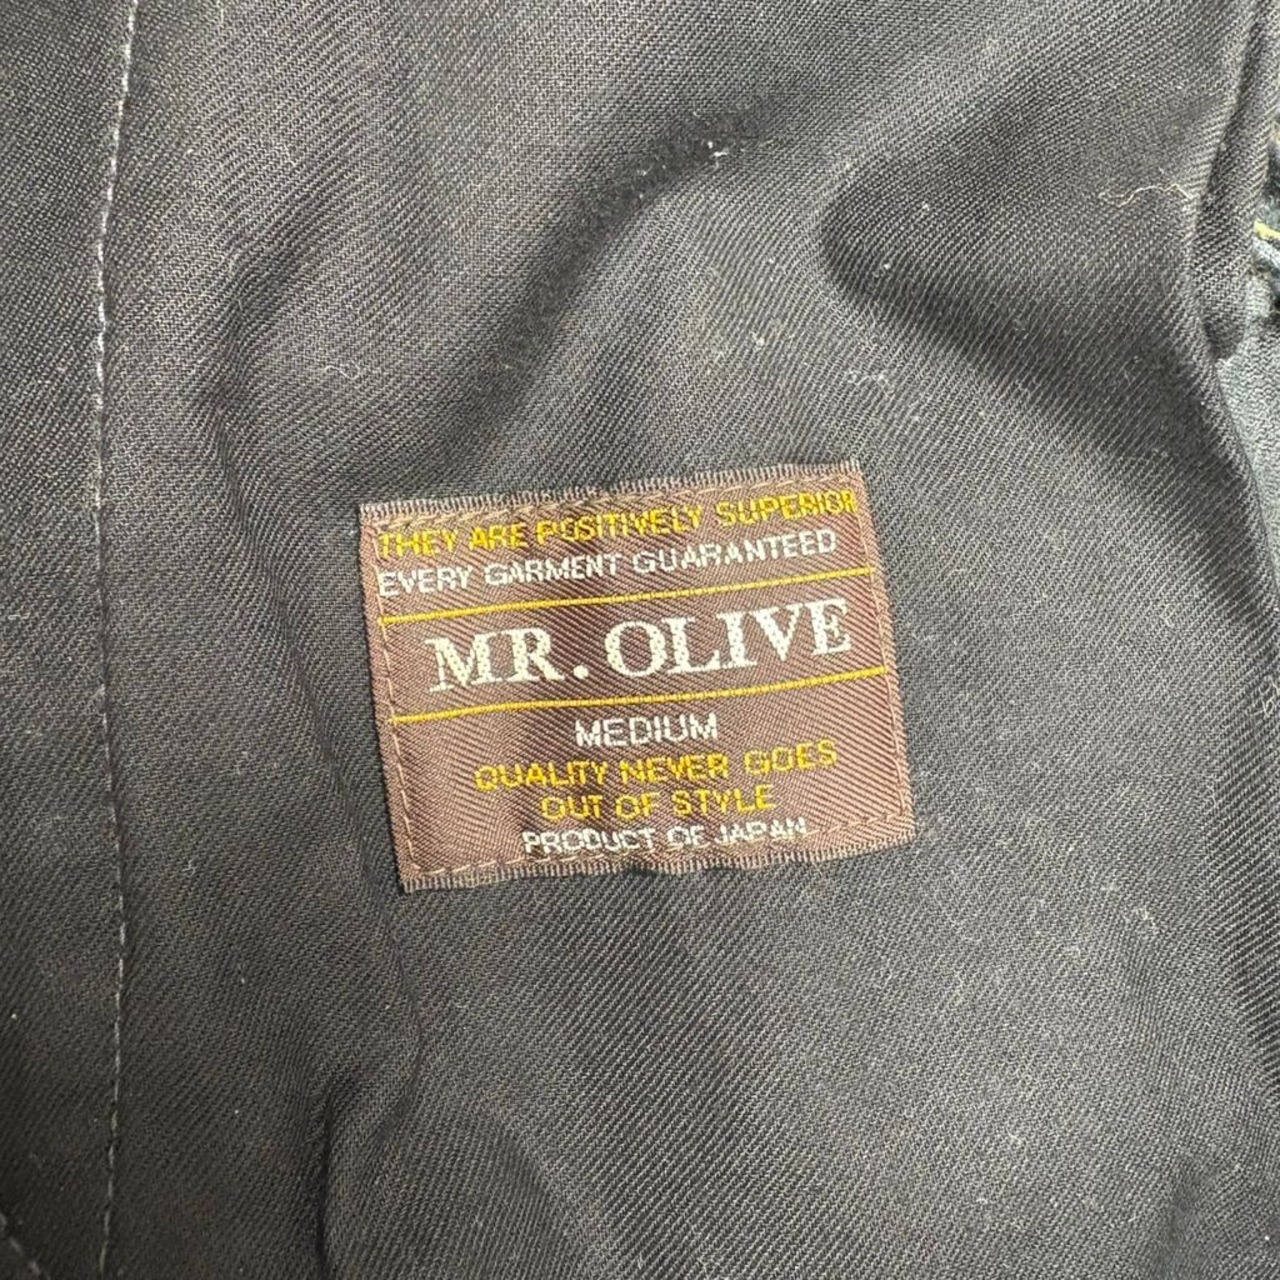 THEY ARE POSITIVELY SUPERIOR
EVERY GARMENT GUARANTEED
MR. OLIVE
MEDIUM
QUALITY NEVER GOES
OUT OF STYLE
PRODUCT OF JAPAN